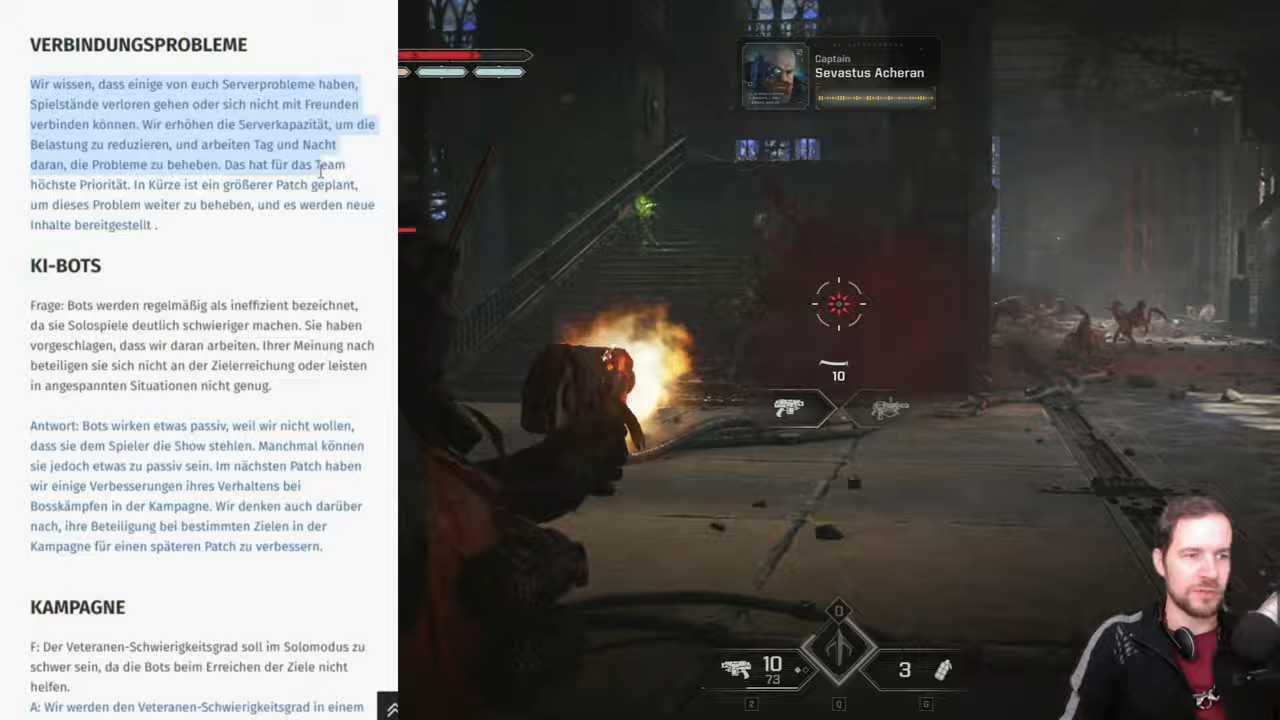 VERBINDUNGSPROBLEME
Wir wissen, dass einige von euch Serverprobleme haben,
Spielstände verloren gehen oder sich nicht mit Freunden
verbinden können. Wir erhöhen die Serverkapazität, um die
Belastung zu reduzieren, und arbeiten Tag und Nacht
daran, die Probleme zu beheben. Das hat für das Team
höchste Priorität. In Kürze ist ein größerer Patch geplant,
um dieses Problem weiter zu beheben, und es werden neue
Inhalte bereitgestellt .
KI-BOTS
Frage: Bots werden regelmäßig als ineffizient bezeichnet,
da sie Solospiele deutlich schwieriger machen. Sie haben
vorgeschlagen, dass wir daran arbeiten. Ihrer Meinung nach
beteiligen sie sich nicht an der Zielerreichung oder leisten
in angespannten Situationen nicht genug.
Antwort: Bots wirken etwas passiv, weil wir nicht wollen,
dass sie dem Spieler die Show stehlen. Manchmal können
sie jedoch etwas zu passiv sein. Im nächsten Patch haben
wir einige Verbesserungen ihres Verhaltens bei
Bosskämpfen in der Kampagne. Wir denken auch darüber
nach, ihre Beteiligung bei bestimmten Zielen in der
Kampagne für einen späteren Patch zu verbessern.
KAMPAGNE
F: Der Veteranen-Schwierigkeitsgrad soll im Solomodus zu
schwer sein, da die Bots beim Erreichen der Ziele nicht
helfen.
A: Wir werden den Veteranen-Schwierigkeitsgrad in einem
Captain
Sevastus Acheran
10
10
73
3
Q
G